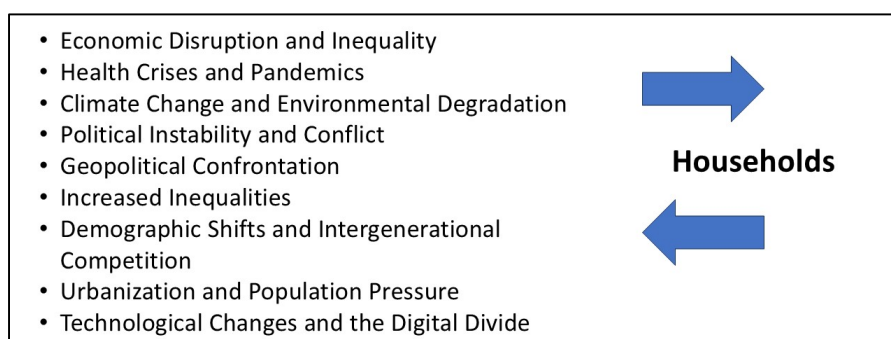 • Economic Disruption and Inequality
• Health Crises and Pandemics
• Climate Change and Environmental Degradation
• Political Instability and Conflict
• Geopolitical Confrontation
• Increased Inequalities
• Demographic Shifts and Intergenerational
Competition
• Urbanization and Population Pressure
• Technological Changes and the Digital Divide
Households